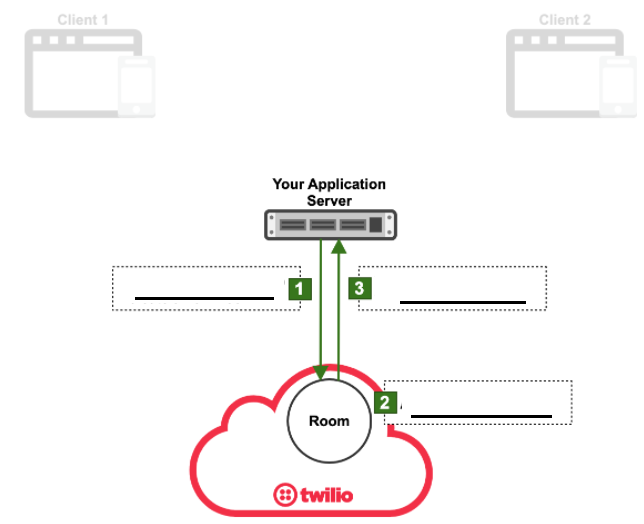 Client 1
Client 2
Your Application
Server
1
3
2
Room
twilio